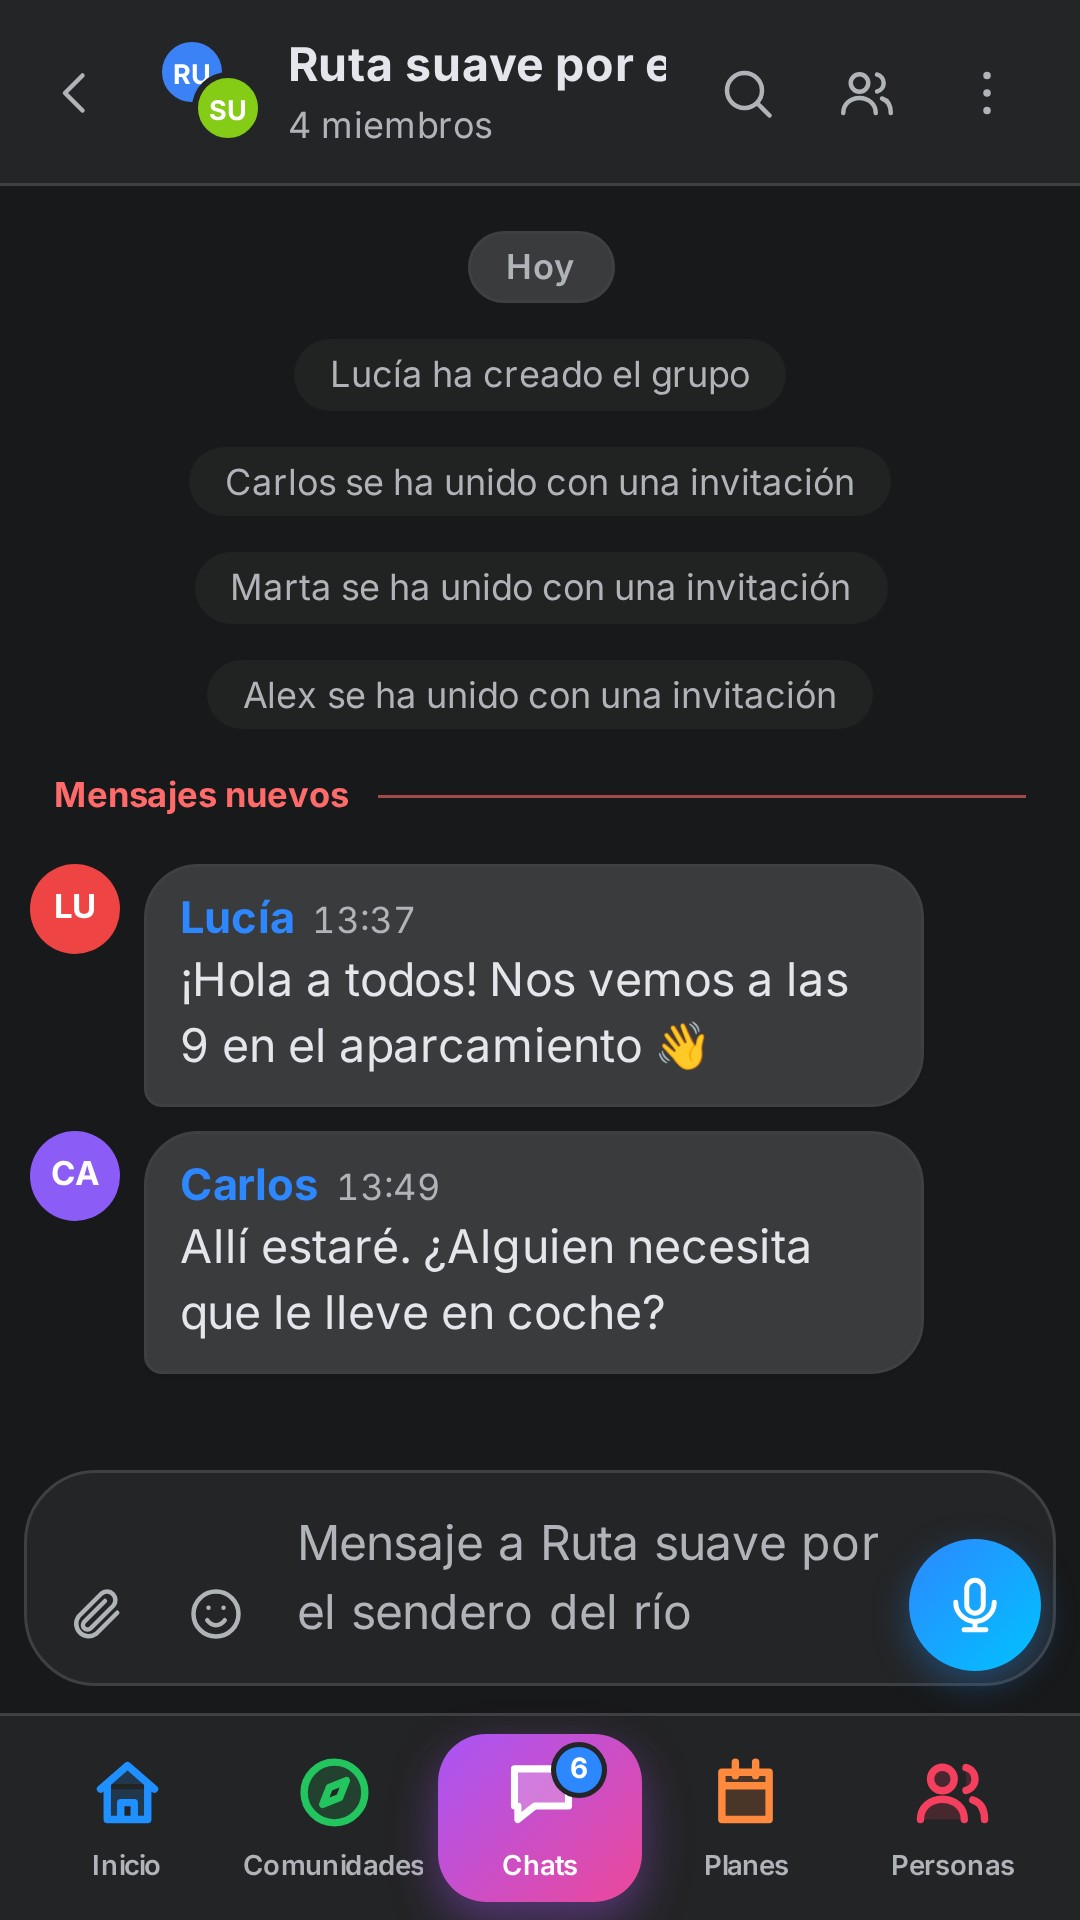 RU
SU
Ruta suave por e
4 miembros
Hoy
Lucía ha creado el grupo
Carlos se ha unido con una invitación
Marta se ha unido con una invitación
Alex se ha unido con una invitación
Mensajes nuevos
LU
Lucía 13:37
¡Hola a todos! Nos vemos a las
9 en el aparcamiento 👋
CA
Carlos 13:49
Allí estaré. ¿Alguien necesita
que le lleve en coche?
Mensaje a Ruta suave por
el sendero del río
6
Inicio
Comunidades
Chats
Planes
Personas